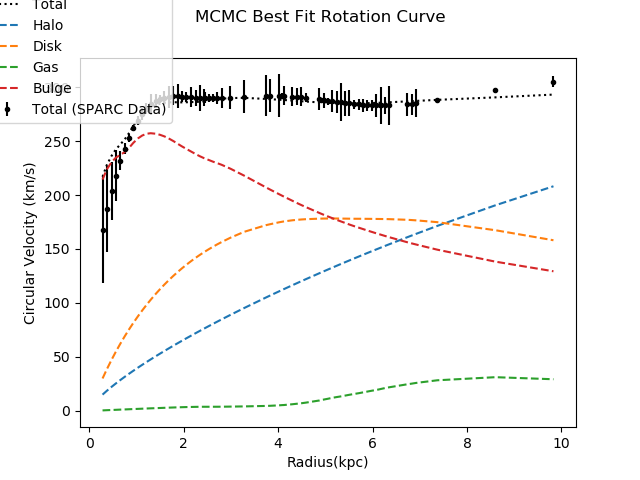 MCMC Best Fit Rotation Curve
Total
Halo
Disk
Gas
Bulge
Total (SPARC Data)
250
200
150
100
50
0
Circular Velocity (km/s)
0 2 4 6 8 10
Radius(kpc)